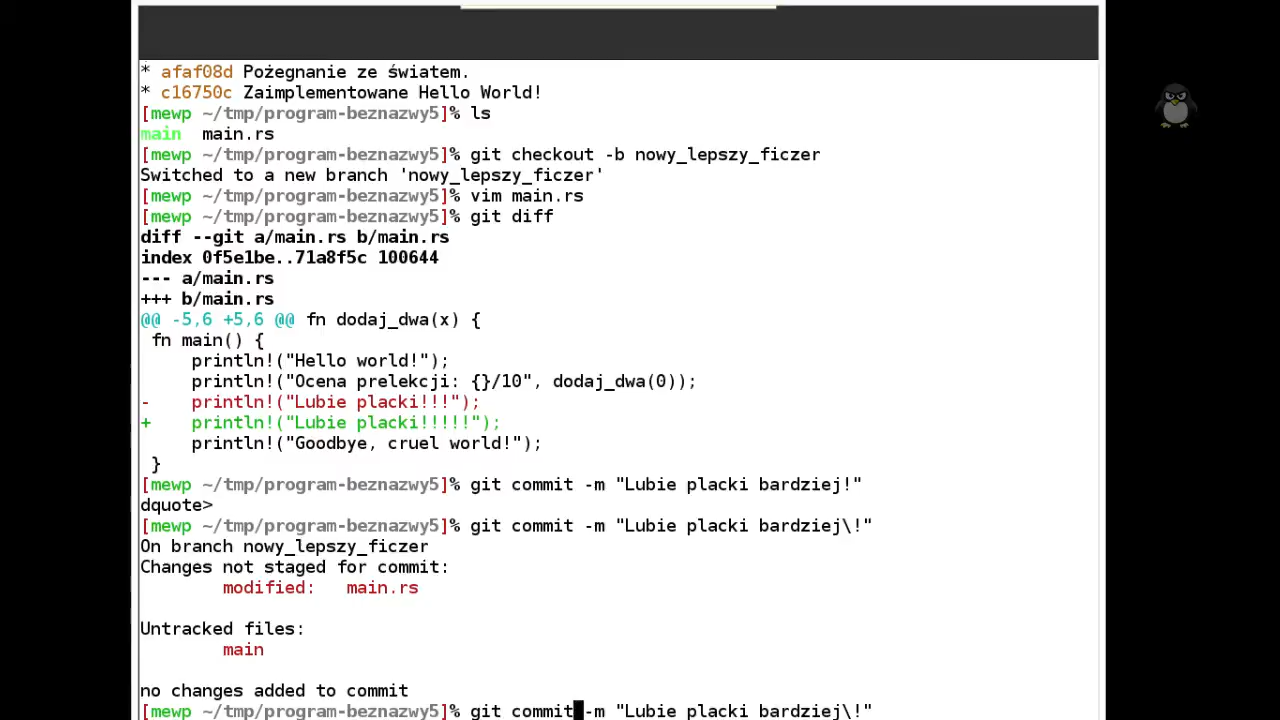 * afaf08d Pożegnanie ze światem.
* c16750c Zaimplementowane Hello World!
[mewp ~/tmp/program-beznazwy5]% ls
main  main.rs
[mewp ~/tmp/program-beznazwy5]% git checkout -b nowy_lepszy_ficzer
Switched to a new branch 'nowy_lepszy_ficzer'
[mewp ~/tmp/program-beznazwy5]% vim main.rs
[mewp ~/tmp/program-beznazwy5]% git diff
diff --git a/main.rs b/main.rs
index 0f5e1be..71a8f5c 100644
--- a/main.rs
+++ b/main.rs
@@ -5,6 +5,6 @@ fn dodaj_dwa(x) {
 fn main() {
     println!("Hello world!");
     println!("Ocena prelekcji: {}/10", dodaj_dwa(0));
-    println!("Lubie placki!!!");
+    println!("Lubie placki!!!!!");
     println!("Goodbye, cruel world!");
 }
[mewp ~/tmp/program-beznazwy5]% git commit -m "Lubie placki bardziej!"
dquote>
[mewp ~/tmp/program-beznazwy5]% git commit -m "Lubie placki bardziej\!"
On branch nowy_lepszy_ficzer
Changes not staged for commit:
        modified:   main.rs
Untracked files:
        main
no changes added to commit
[mewp ~/tmp/program-beznazwy5]% git commit -m "Lubie placki bardziej\!"